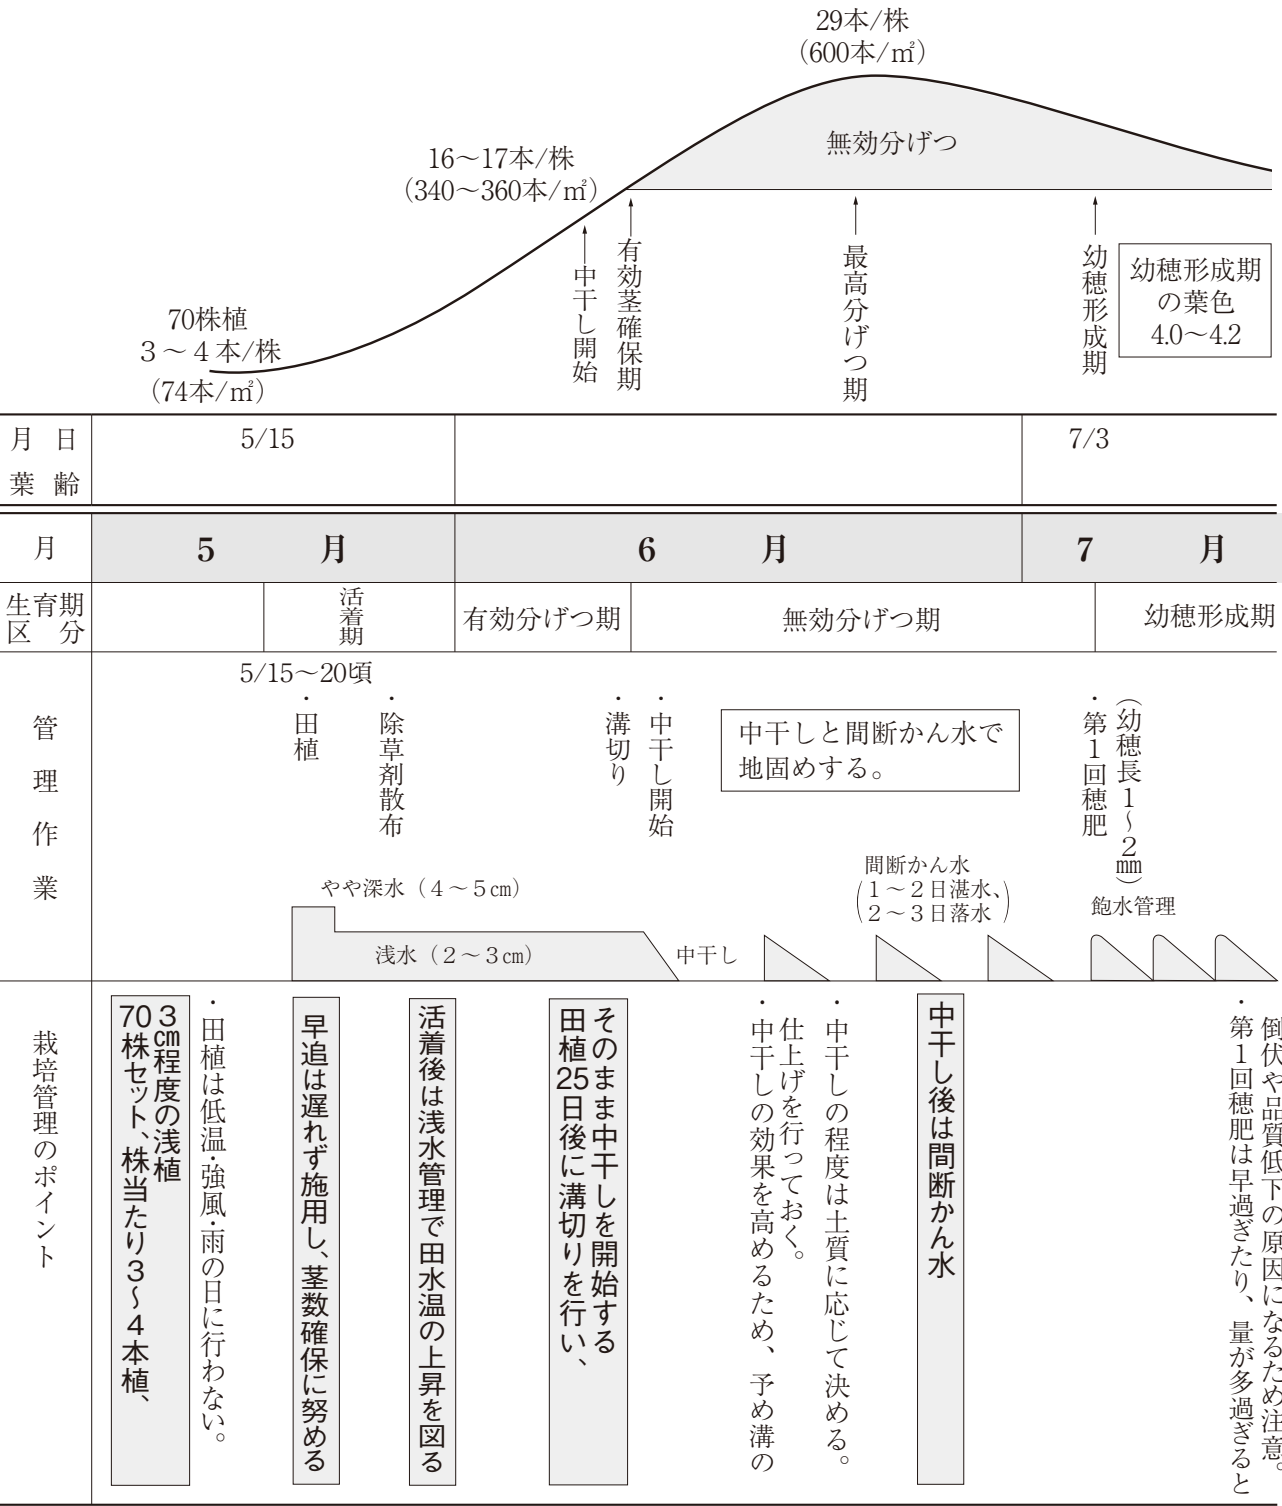 29本/株
(600本/㎡)
無効分げつ
16～17本/株
(340～360本/㎡)
有効茎確保期
中干し開始
最高分げつ期
幼穂形成期
幼穂形成期
の葉色
4.0～4.2
70株植
３～４本/株
(74本/㎡)
月　日
5/15
7/3
葉　齢
月
5　月
6　月
7　月
生育期
区　分
活着期
有効分げつ期
無効分げつ期
幼穂形成期
管理作業
5/15～20頃
・田植
・除草剤散布
・溝切り
・中干し開始
中干しと間断かん水で
地固めする。
・第１回穂肥
（幼穂長１～２㎜）
やや深水（４～５㎝）
浅水（２～３㎝）
中干し
間断かん水
(１～２日湛水、
２～３日落水)
飽水管理
栽培管理のポイント
70株セット、株当たり３～４本植、
３㎝程度の浅植
・田植は低温・強風・雨の日に行わない。
早追は遅れず施用し、茎数確保に努める
活着後は浅水管理で田水温の上昇を図る
田植25日後に溝切りを行い、
そのまま中干しを開始する
・中干しの効果を高めるため、予め溝の
仕上げを行っておく。
・中干しの程度は土質に応じて決める。
中干し後は間断かん水
・第１回穂肥は早過ぎたり、量が多過ぎると
倒伏や品質低下の原因になるため注意。